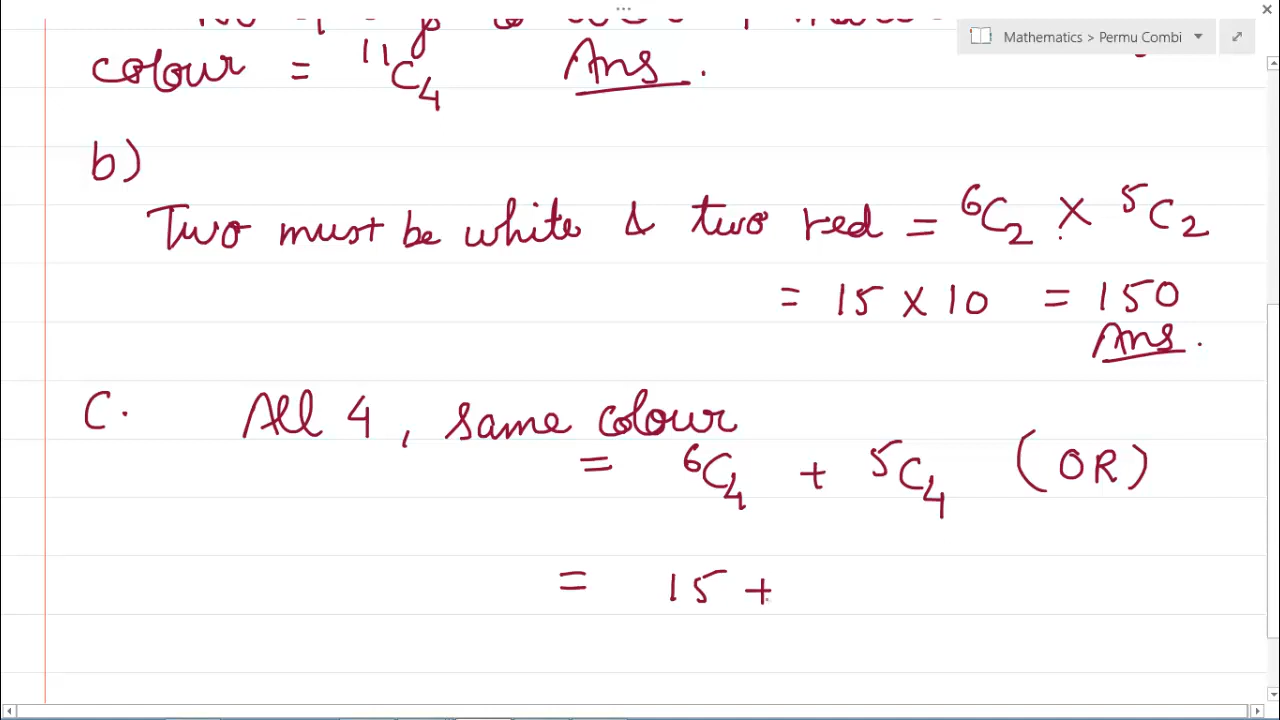 Mathematics > Permu Combi
colour = ¹¹C₄ Ans.
b)
Two must be white & two red = ⁶C₂ × ⁵C₂
= 15 × 10 = 150
Ans.
C. All 4, same colour
= ⁶C₄ + ⁵C₄ (OR)
= 15 +